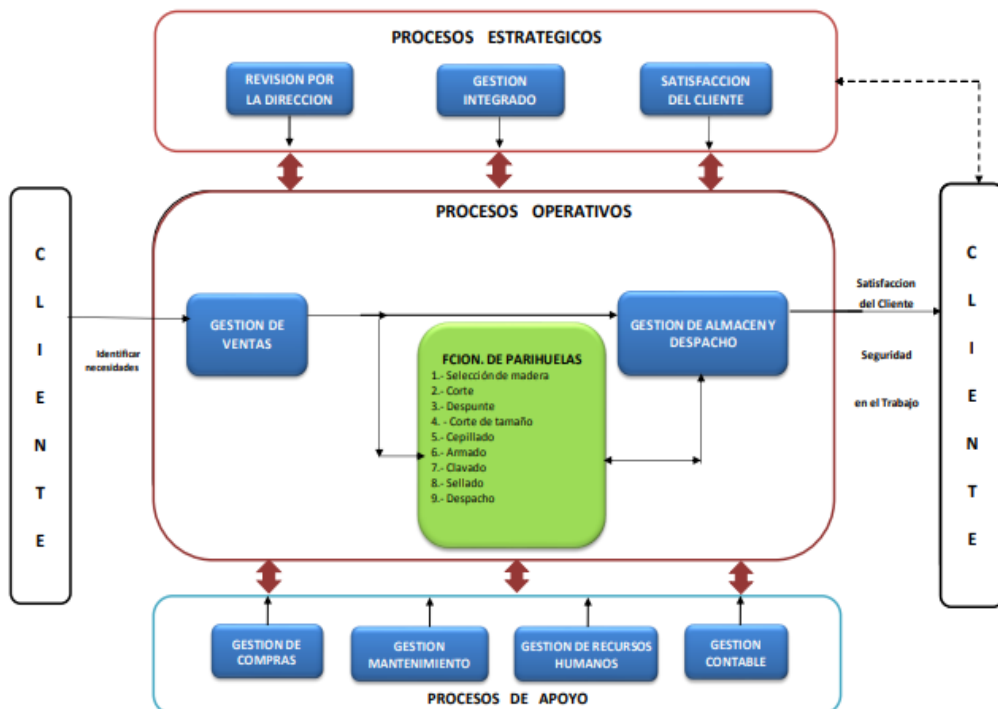 PROCESOS ESTRATEGICOS
REVISION POR
LA DIRECCION
GESTION
INTEGRADO
SATISFACCION
DEL CLIENTE
PROCESOS OPERATIVOS
C
L
I
E
N
T
E
Identificar
necesidades
GESTION DE
VENTAS
FCION. DE PARIHUELAS
1.- Selección de madera
2.- Corte
3.- Despunte
4. - Corte de tamaño
5.- Cepillado
6.- Armado
7.- Clavado
8.- Sellado
9.- Despacho
GESTION DE ALMACEN Y
DESPACHO
Satisfaccion
del Cliente
Seguridad
en el Trabajo
C
L
I
E
N
T
E
GESTION DE
COMPRAS
GESTION
MANTENIMIENTO
GESTION DE RECURSOS
HUMANOS
GESTION
CONTABLE
PROCESOS DE APOYO